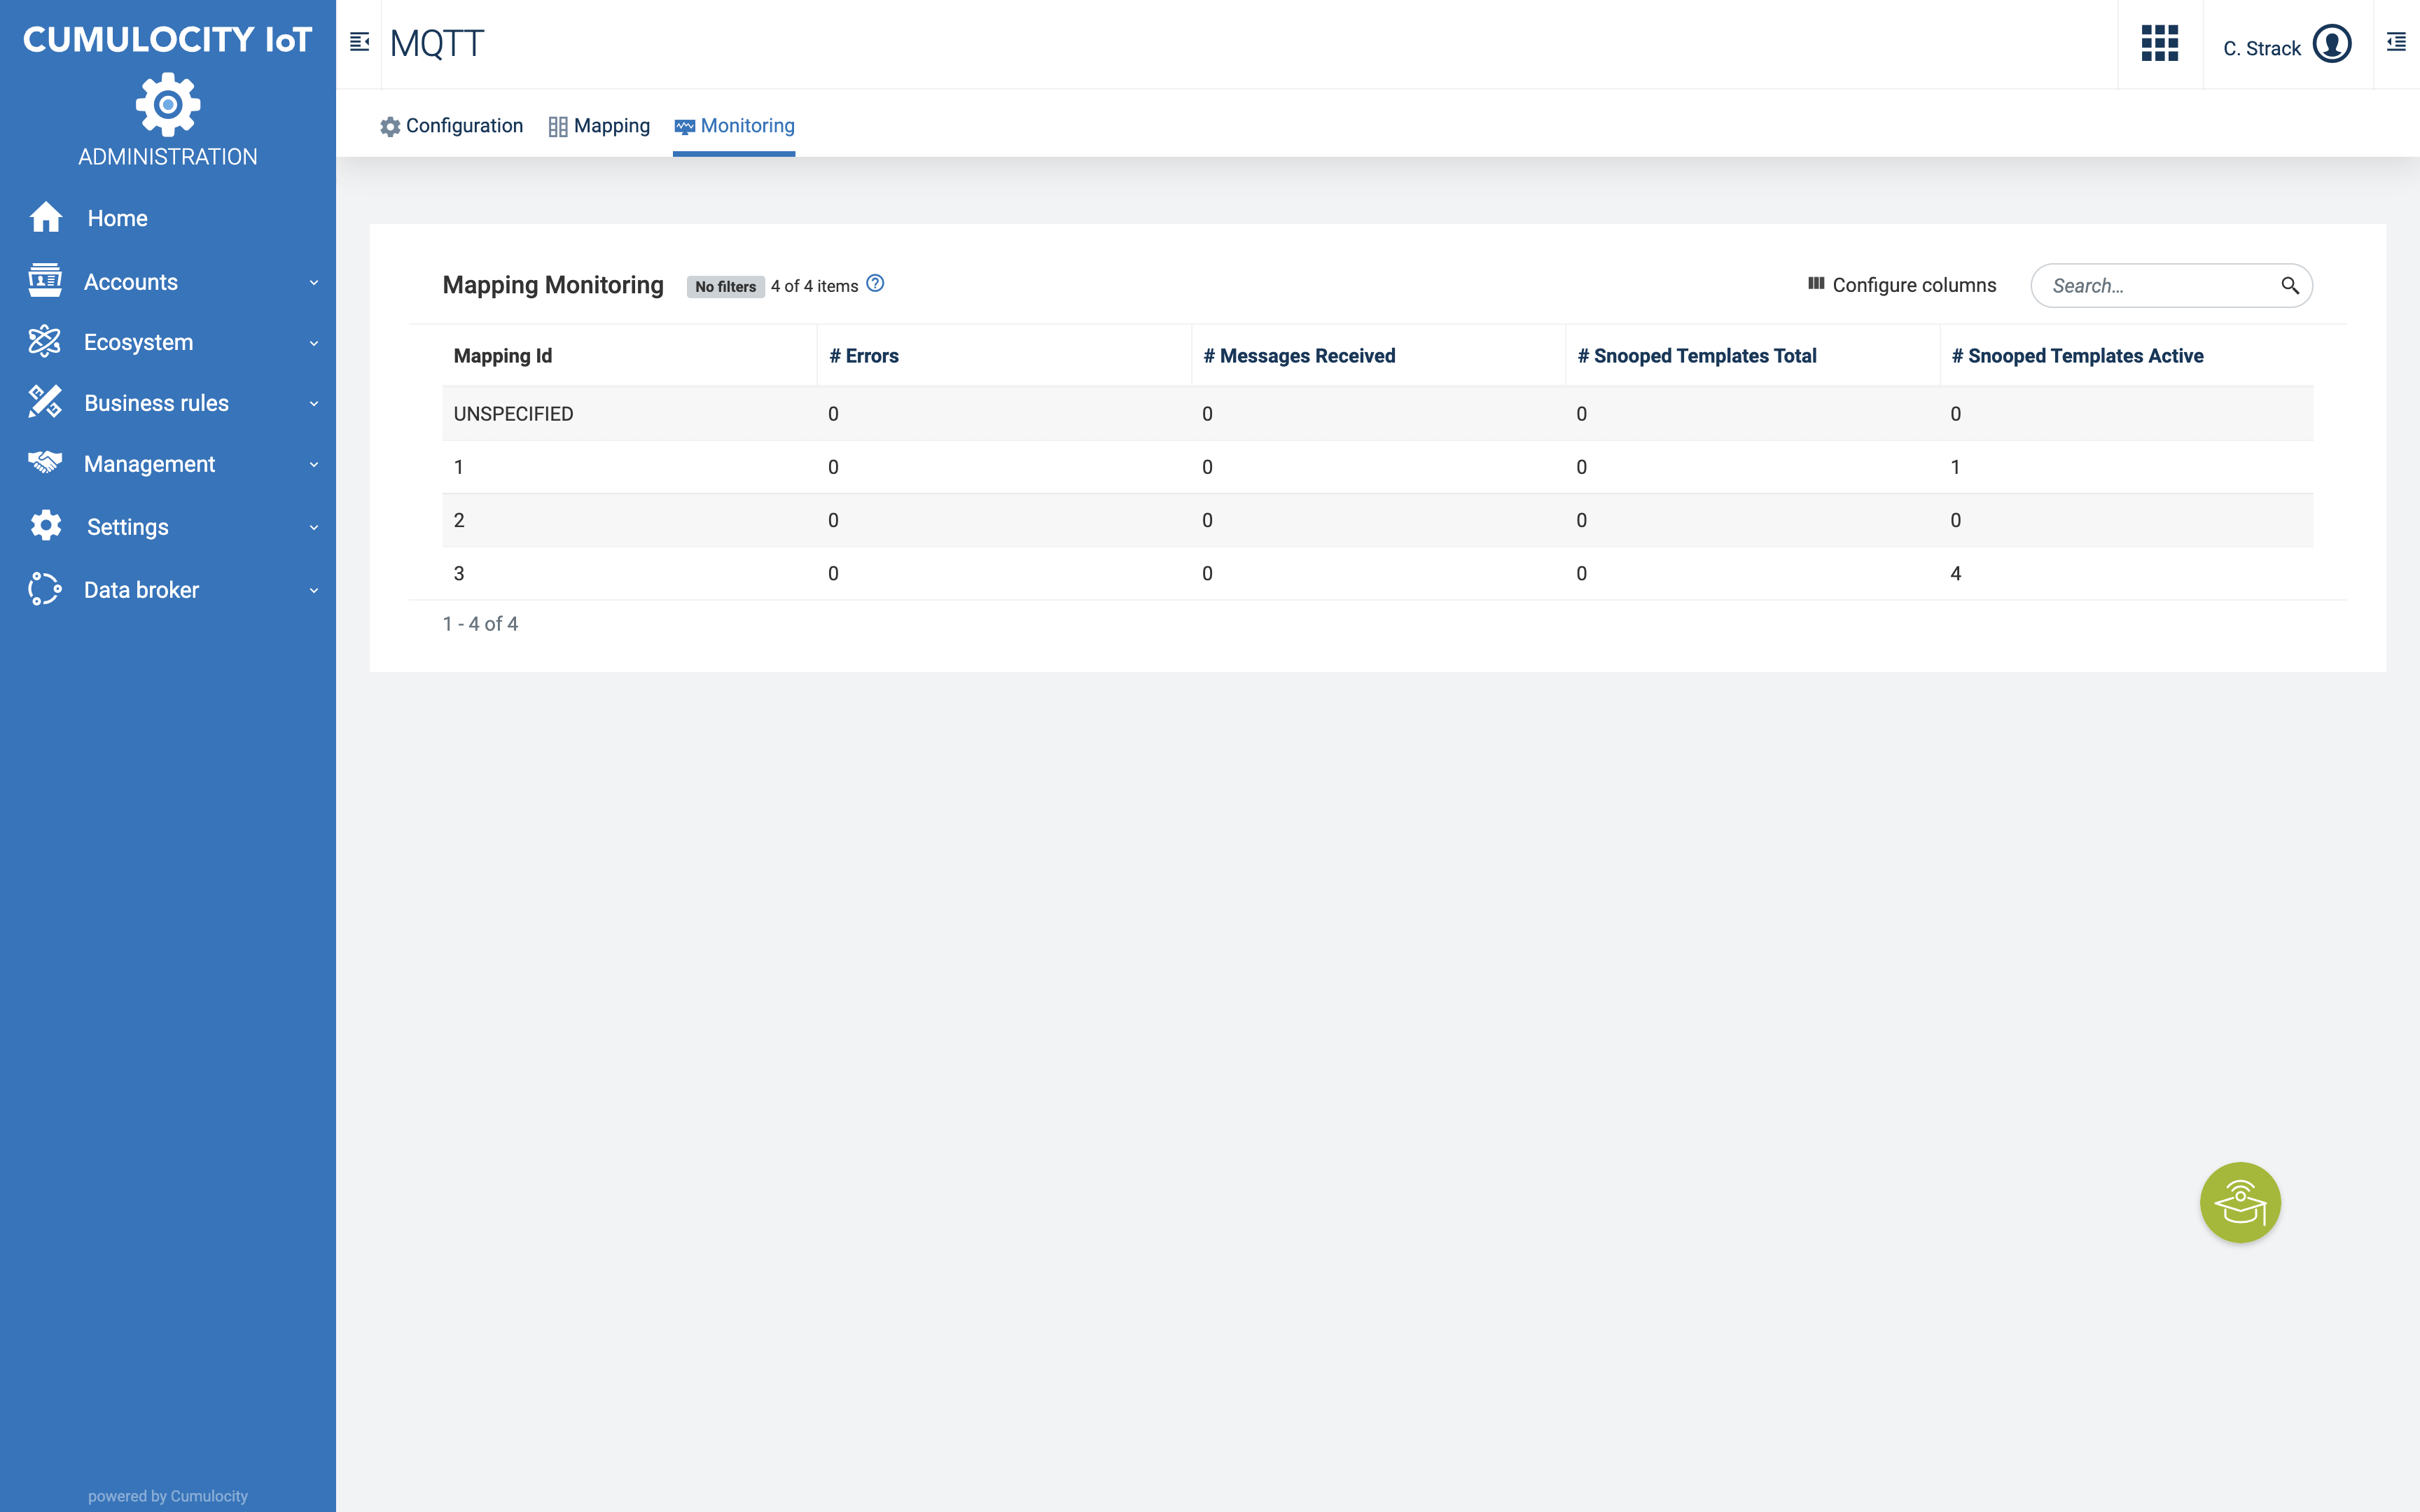 CUMULOCITY IoT
ADMINISTRATION
Home
Accounts
Ecosystem
Business rules
Management
Settings
Data broker
powered by Cumulocity
MQTT
C. Strack
Configuration Mapping Monitoring
Mapping Monitoring No filters 4 of 4 items ? Configure columns Search…
Mapping Id # Errors # Messages Received # Snooped Templates Total # Snooped Templates Active
UNSPECIFIED 0 0 0 0
1 0 0 0 1
2 0 0 0 0
3 0 0 0 4
1 - 4 of 4